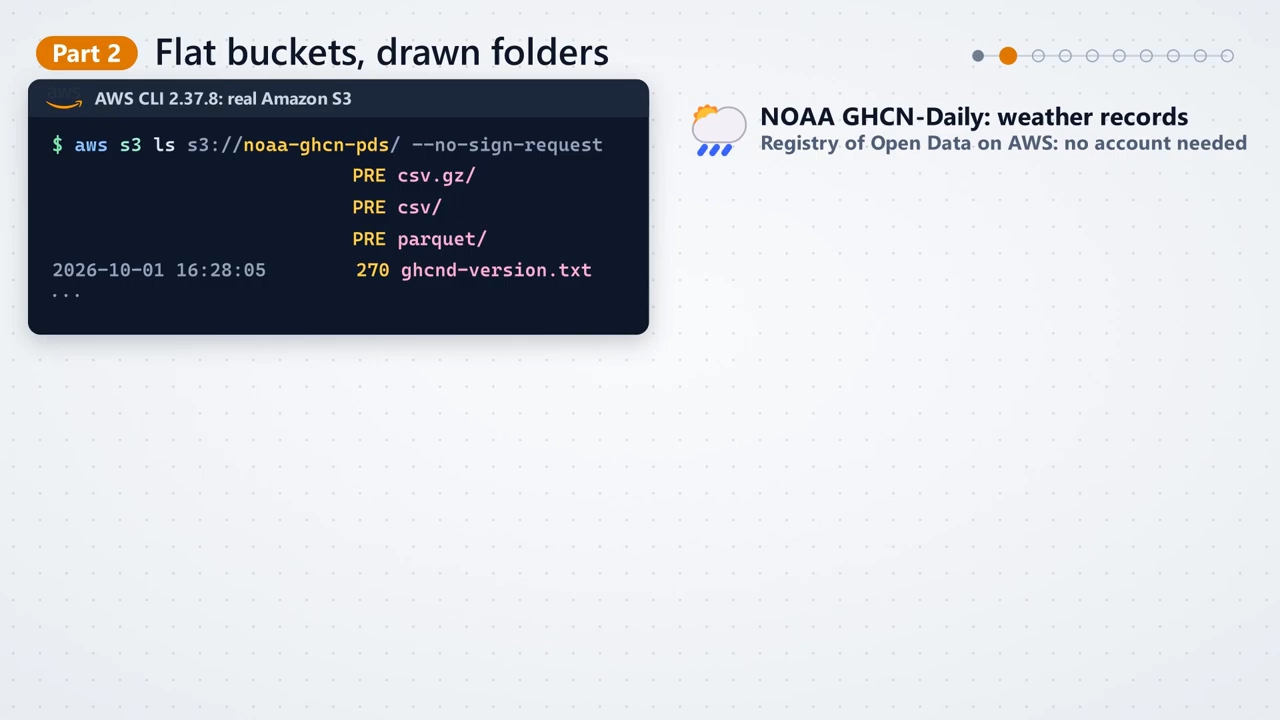 Part 2 Flat buckets, drawn folders
aws AWS CLI 2.37.8: real Amazon S3
$ aws s3 ls s3://noaa-ghcn-pds/ --no-sign-request
PRE csv.gz/
PRE csv/
PRE parquet/
2026-10-01 16:28:05 270 ghcnd-version.txt
...
NOAA GHCN-Daily: weather records
Registry of Open Data on AWS: no account needed